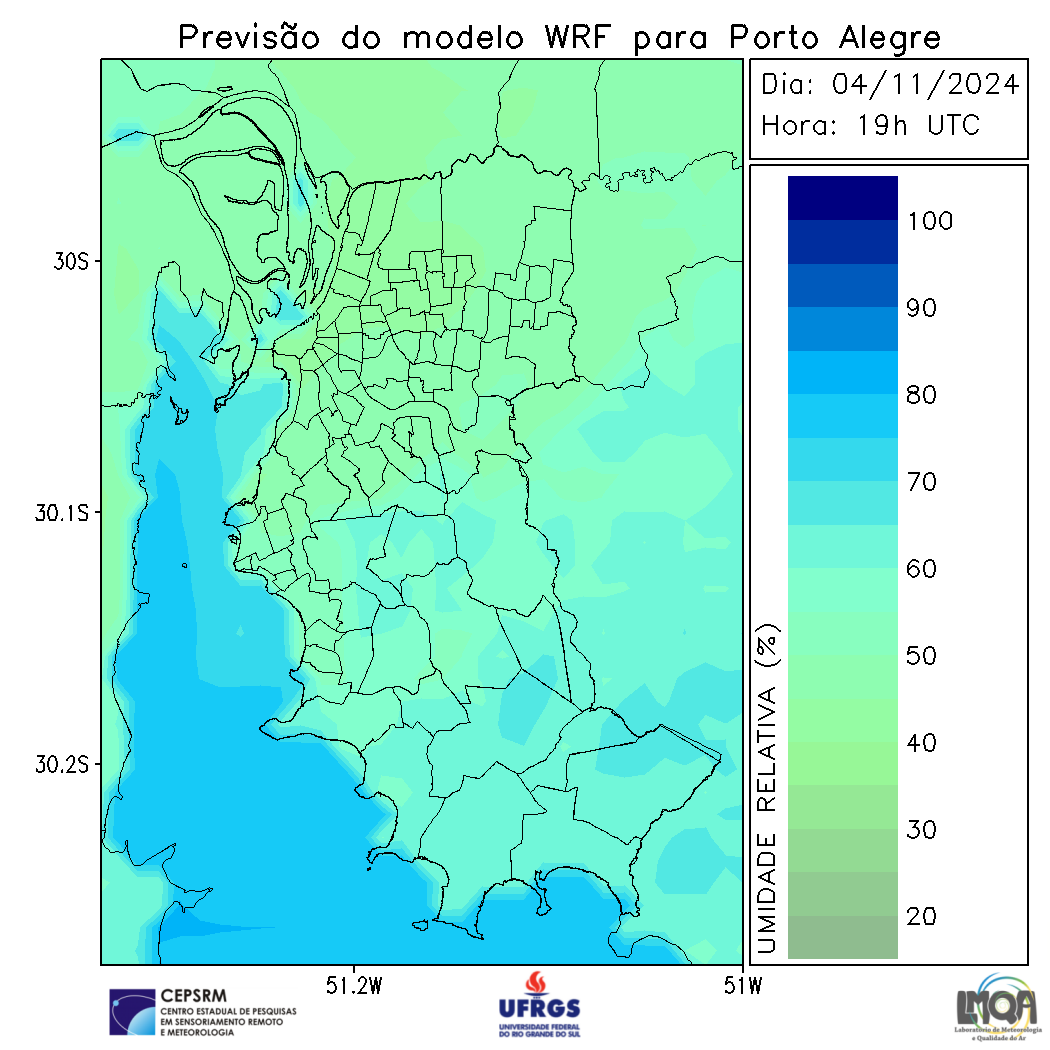 Previsão do modelo WRF para Porto Alegre
Dia: 04/11/2024
Hora: 19h UTC
100
90
80
70
60
50
40
30
20
UMIDADE RELATIVA (%)
30S
30.1S
30.2S
51.2W
51W
CEPSRM
CENTRO ESTADUAL DE PESQUISAS
EM SENSORIAMENTO REMOTO
E METEOROLOGIA
UFRGS
UNIVERSIDADE FEDERAL
DO RIO GRANDE DO SUL
LMQA
Laboratório de Meteorologia
e Qualidade do Ar